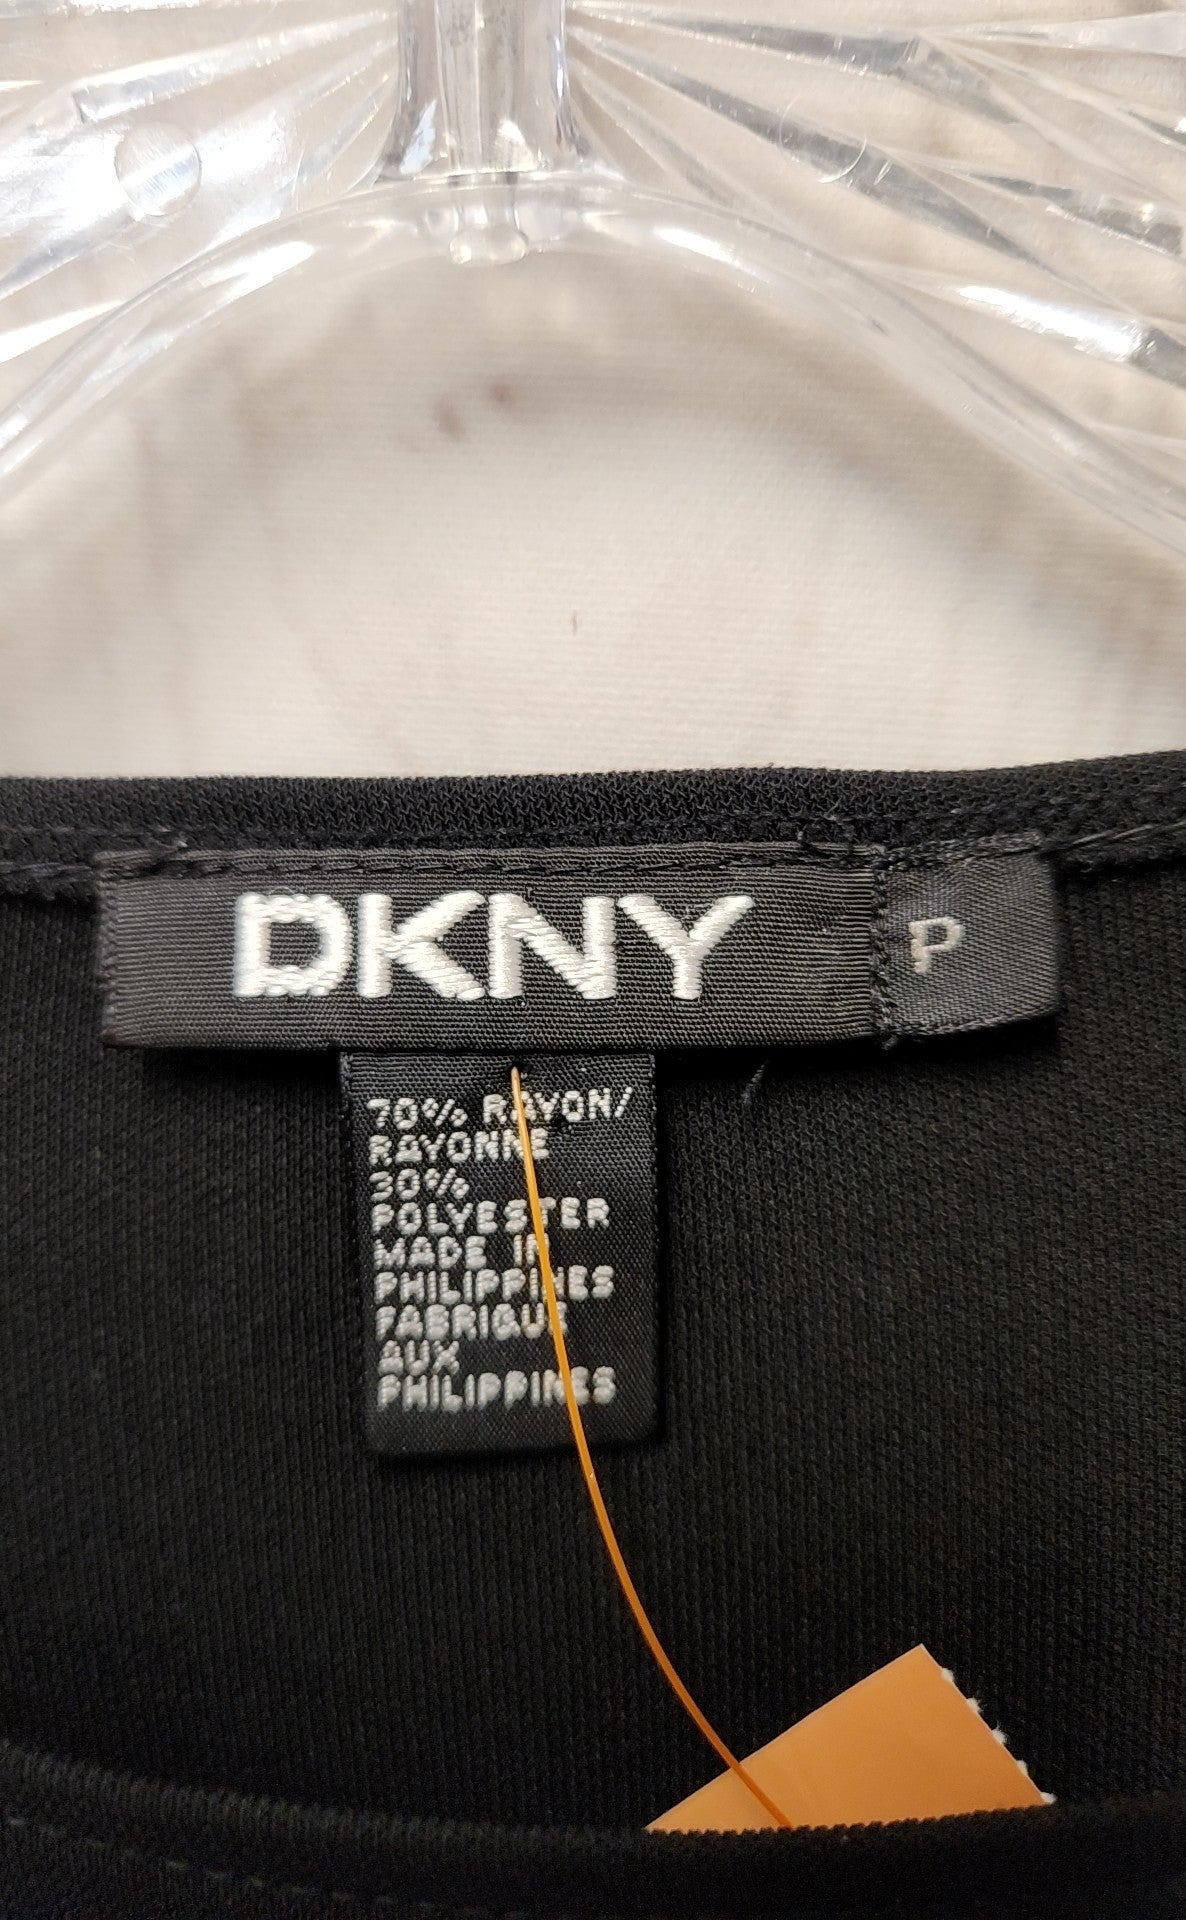 DKNY P
70% RAYON/
RAYONNE
30%
POLYESTER
MADE IN
PHILIPPINES
FABRIQUE
AUX
PHILIPPINES